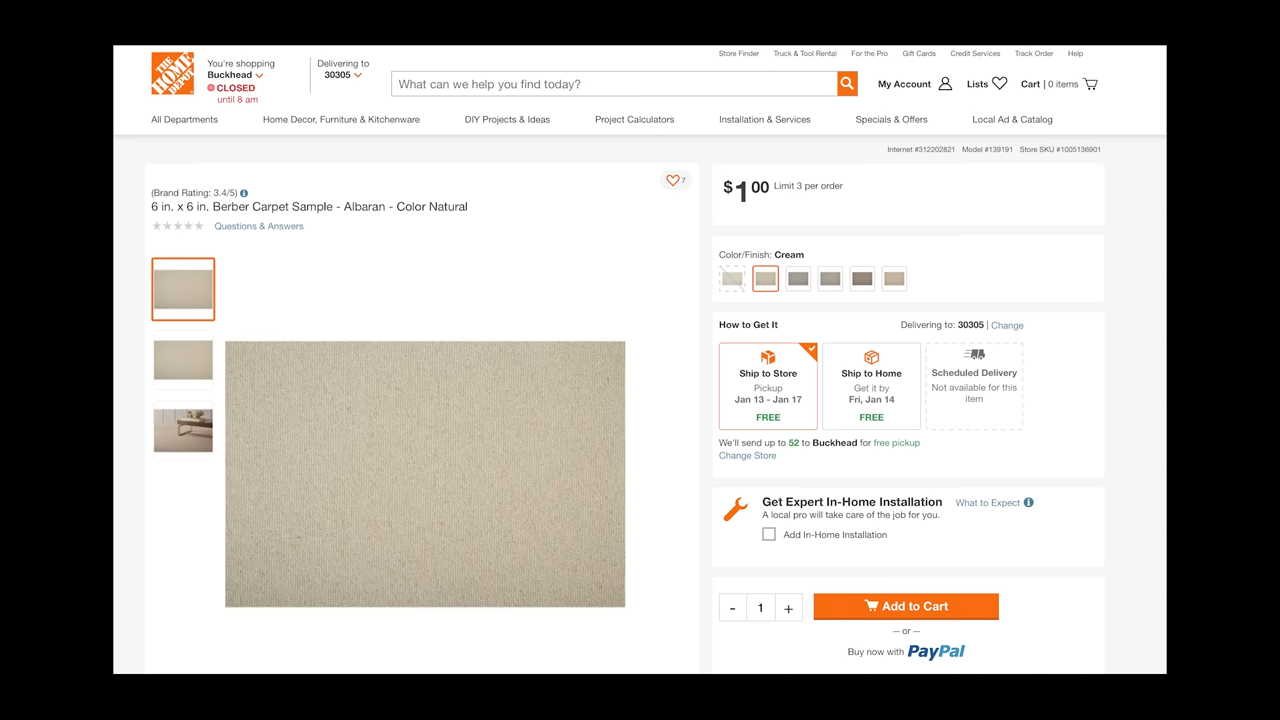 THE HOME DEPOT
You're shopping
Buckhead
CLOSED
until 8 am
Delivering to
30305
What can we help you find today?
Store Finder Truck & Tool Rental For the Pro Gift Cards Credit Services Track Order Help
My Account Lists Cart | 0 items
All Departments Home Decor, Furniture & Kitchenware DIY Projects & Ideas Project Calculators Installation & Services Specials & Offers Local Ad & Catalog
Internet #312202821 Model #139191 Store SKU #1005136901
7
(Brand Rating: 3.4/5)
6 in. x 6 in. Berber Carpet Sample - Albaran - Color Natural
Questions & Answers
$1 00 Limit 3 per order
Color/Finish: Cream
How to Get It
Delivering to: 30305 | Change
Ship to Store
Pickup
Jan 13 - Jan 17
FREE
Ship to Home
Get it by
Fri, Jan 14
FREE
Scheduled Delivery
Not available for this
item
We'll send up to 52 to Buckhead for free pickup
Change Store
Get Expert In-Home Installation What to Expect
A local pro will take care of the job for you.
Add In-Home Installation
- 1 + Add to Cart
— or —
Buy now with PayPal